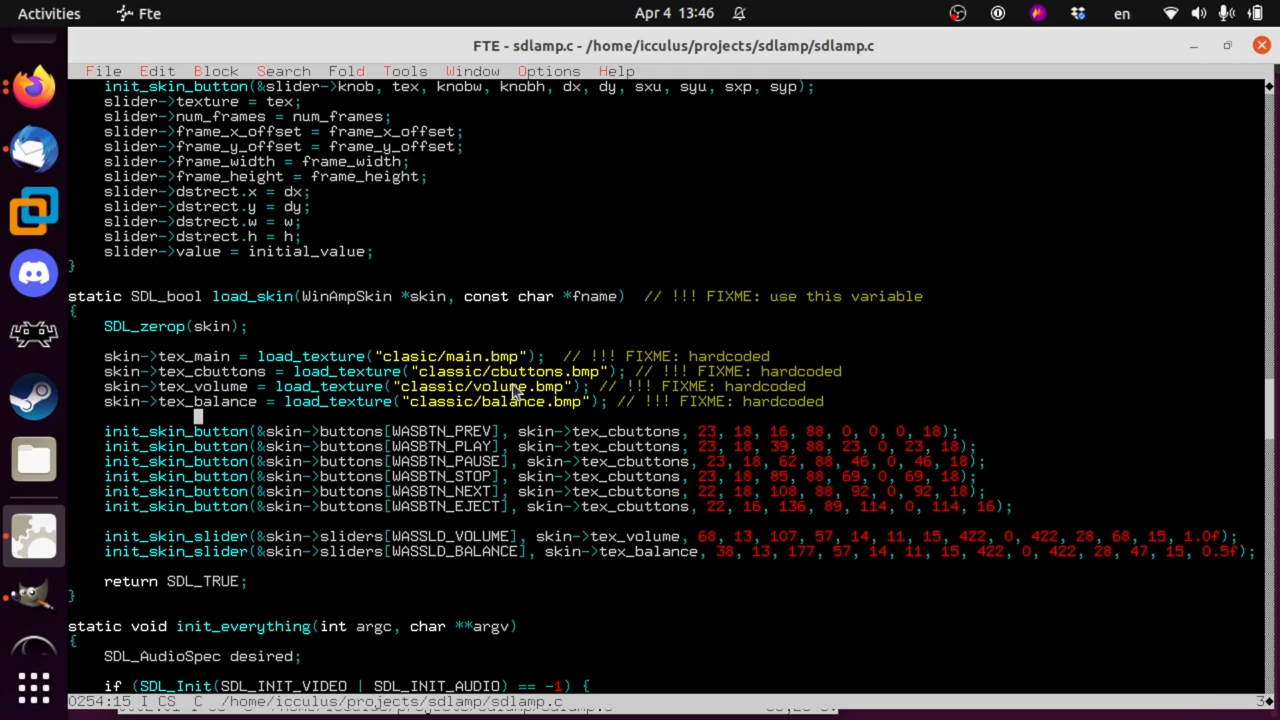 Activities
Fte
Apr 4 13:46
en
FTE - sdlamp.c - /home/icculus/projects/sdlamp/sdlamp.c
File Edit Block Search Fold Tools Window Options Help
init_skin_button(&slider->knob, tex, knobw, knobh, dx, dy, sxu, syu, sxp, syp);
slider->texture = tex;
slider->num_frames = num_frames;
slider->frame_x_offset = frame_x_offset;
slider->frame_y_offset = frame_y_offset;
slider->frame_width = frame_width;
slider->frame_height = frame_height;
slider->dstrect.x = dx;
slider->dstrect.y = dy;
slider->dstrect.w = w;
slider->dstrect.h = h;
slider->value = initial_value;
}
static SDL_bool load_skin(WinAmpSkin *skin, const char *fname)  // !!! FIXME: use this variable
{
SDL_zerop(skin);
skin->tex_main = load_texture("clasic/main.bmp");  // !!! FIXME: hardcoded
skin->tex_cbuttons = load_texture("classic/cbuttons.bmp"); // !!! FIXME: hardcoded
skin->tex_volume = load_texture("classic/volume.bmp"); // !!! FIXME: hardcoded
skin->tex_balance = load_texture("classic/balance.bmp"); // !!! FIXME: hardcoded
init_skin_button(&skin->buttons[WASBTN_PREV], skin->tex_cbuttons, 23, 18, 16, 88, 0, 0, 0, 18);
init_skin_button(&skin->buttons[WASBTN_PLAY], skin->tex_cbuttons, 23, 18, 39, 88, 23, 0, 23, 18);
init_skin_button(&skin->buttons[WASBTN_PAUSE], skin->tex_cbuttons, 23, 18, 62, 88, 46, 0, 46, 18);
init_skin_button(&skin->buttons[WASBTN_STOP], skin->tex_cbuttons, 23, 18, 85, 88, 69, 0, 69, 18);
init_skin_button(&skin->buttons[WASBTN_NEXT], skin->tex_cbuttons, 22, 18, 108, 88, 92, 0, 92, 18);
init_skin_button(&skin->buttons[WASBTN_EJECT], skin->tex_cbuttons, 22, 16, 136, 89, 114, 0, 114, 16);
init_skin_slider(&skin->sliders[WASSLD_VOLUME], skin->tex_volume, 68, 13, 107, 57, 14, 11, 15, 422, 0, 422, 28, 68, 15, 1.0f);
init_skin_slider(&skin->sliders[WASSLD_BALANCE], skin->tex_balance, 38, 13, 177, 57, 14, 11, 15, 422, 0, 422, 28, 47, 15, 0.5f);
return SDL_TRUE;
}
static void init_everything(int argc, char **argv)
{
SDL_AudioSpec desired;
if (SDL_Init(SDL_INIT_VIDEO | SDL_INIT_AUDIO) == -1) {
0254:15 I CS  C  /home/icculus/projects/sdlamp/sdlamp.c
3